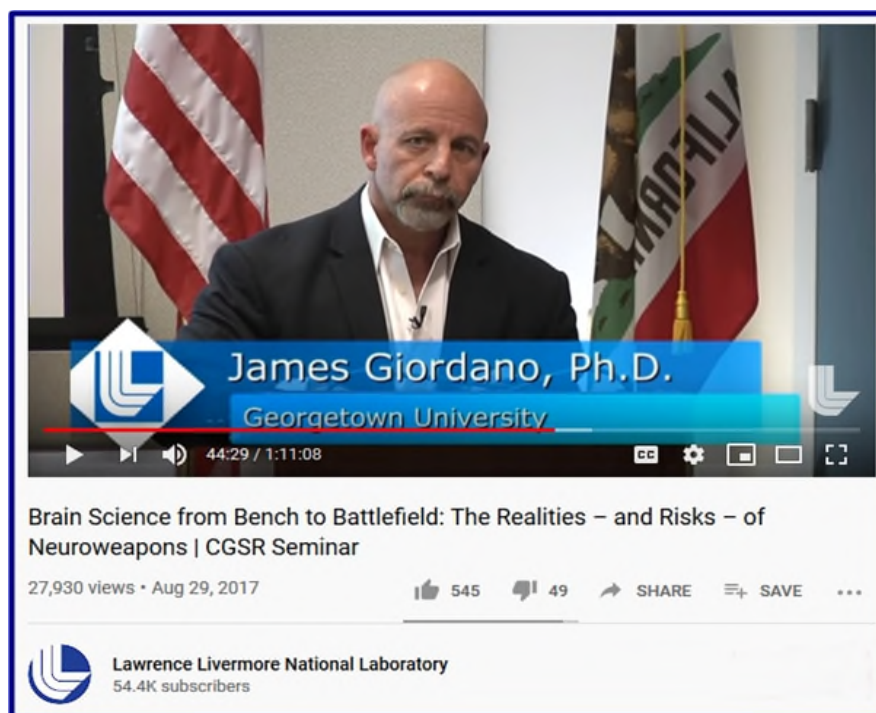 CALIFORN
James Giordano, Ph.D.
Georgetown University
44:29 / 1:11:08
CC
Brain Science from Bench to Battlefield: The Realities – and Risks – of
Neuroweapons | CGSR Seminar
27,930 views • Aug 29, 2017 545 49 SHARE SAVE
Lawrence Livermore National Laboratory
54.4K subscribers